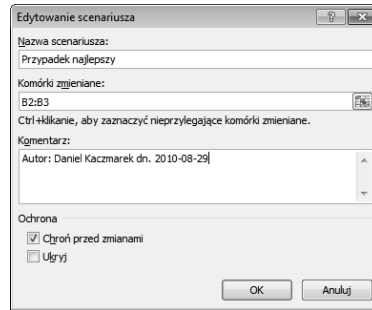 Edytowanie scenariusza
Nazwa scenariusza:
Przypadek najlepszy
Komórki zmieniane:
B2:B3
Ctrl+klikanie, aby zaznaczyć nieprzylegające komórki zmieniane.
Komentarz:
Autor: Daniel Kaczmarek dn. 2010-08-29
Ochrona
Chroń przed zmianami
Ukryj
OK Anuluj